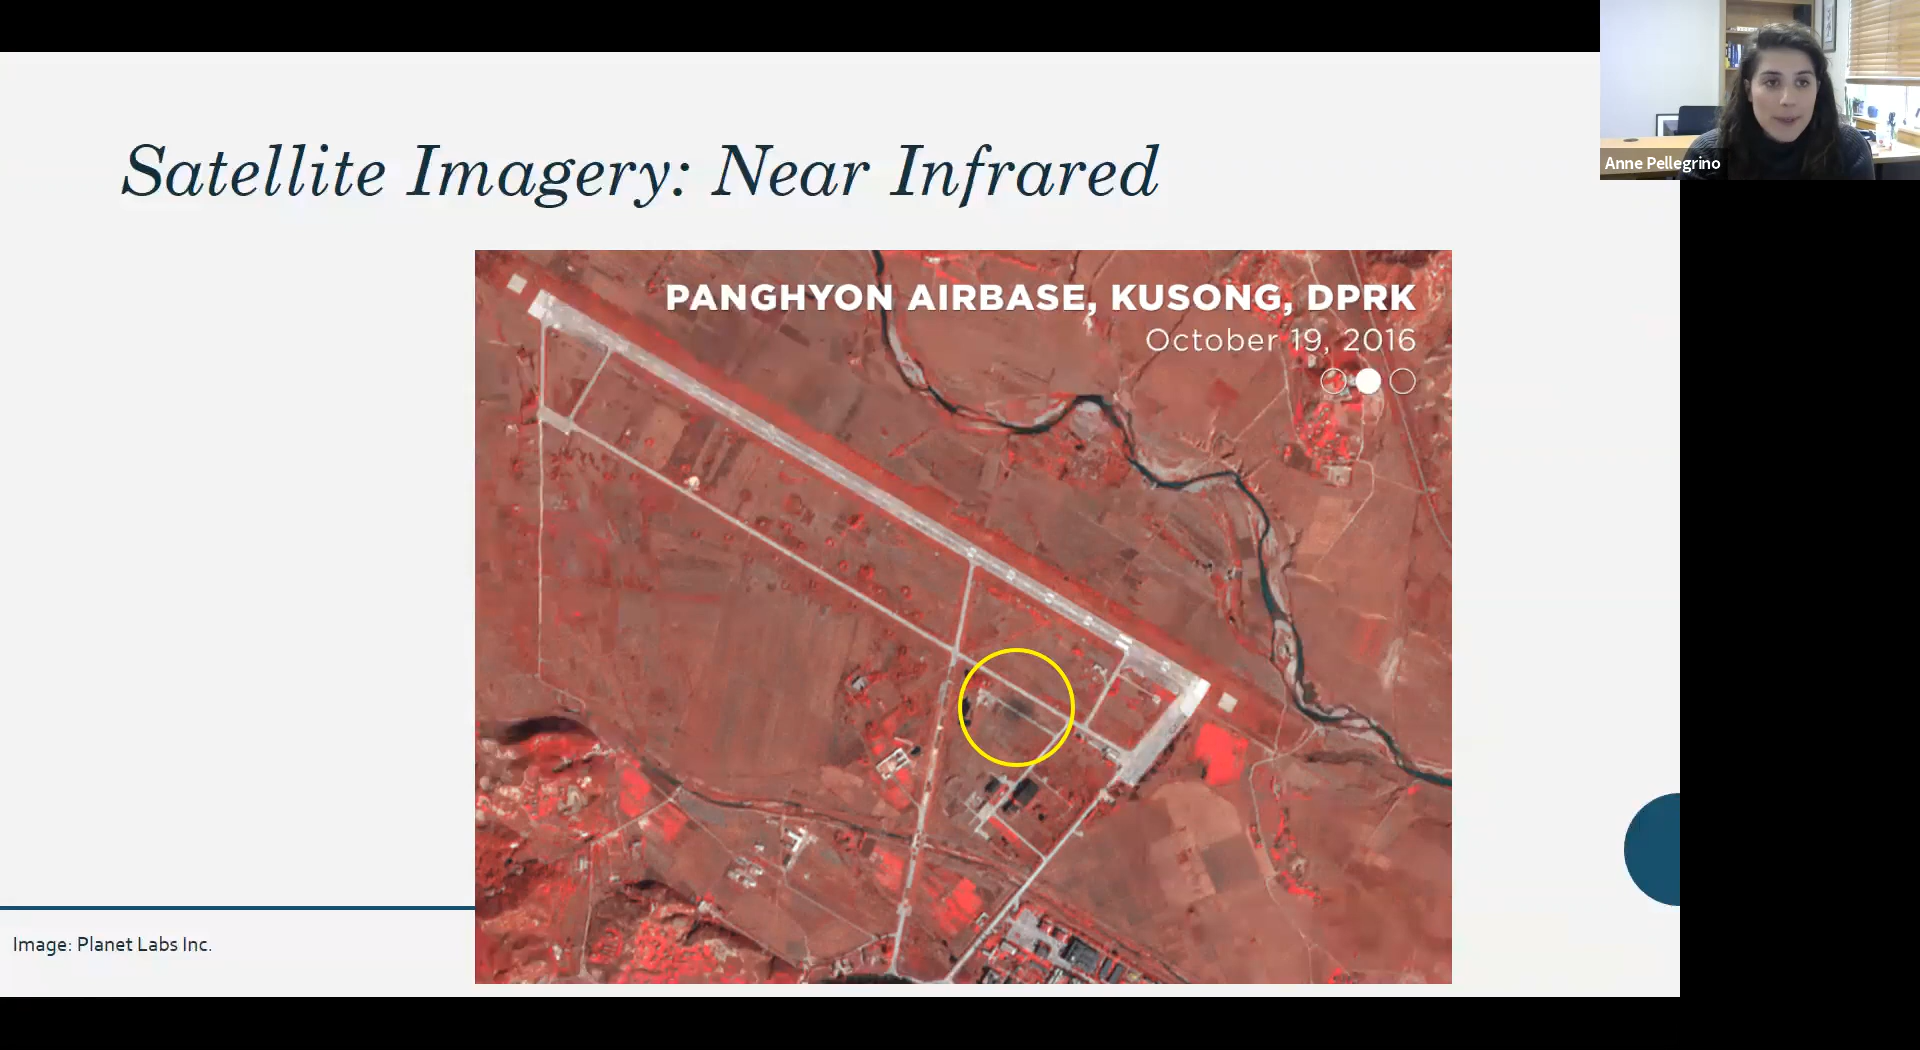 Satellite Imagery: Near Infrared
PANGHYON AIRBASE, KUSONG, DPRK
October 19, 2016
Image: Planet Labs Inc.
Anne Pellegrino